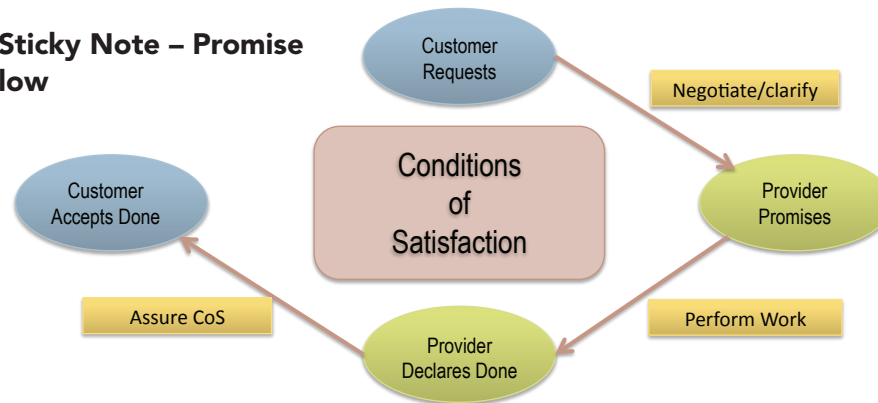 Sticky Note – Promise
low
Customer
Requests
Negotiate/clarify
Conditions
of
Satisfaction
Customer
Accepts Done
Provider
Promises
Assure CoS
Perform Work
Provider
Declares Done